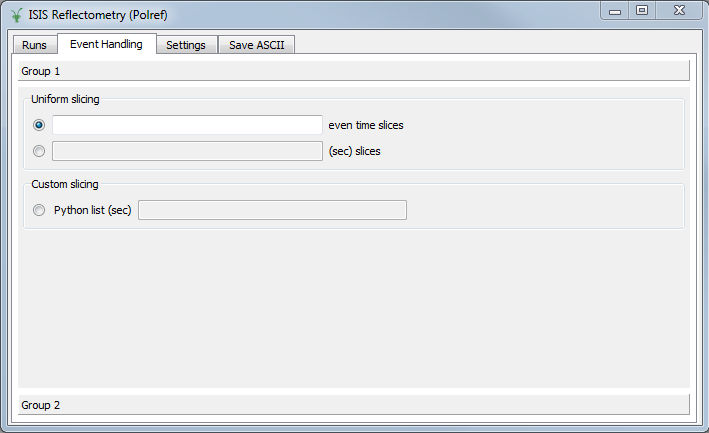 ISIS Reflectometry (Polref)
Runs Event Handling Settings Save ASCII
Group 1
Uniform slicing
even time slices
(sec) slices
Custom slicing
Python list (sec)
Group 2